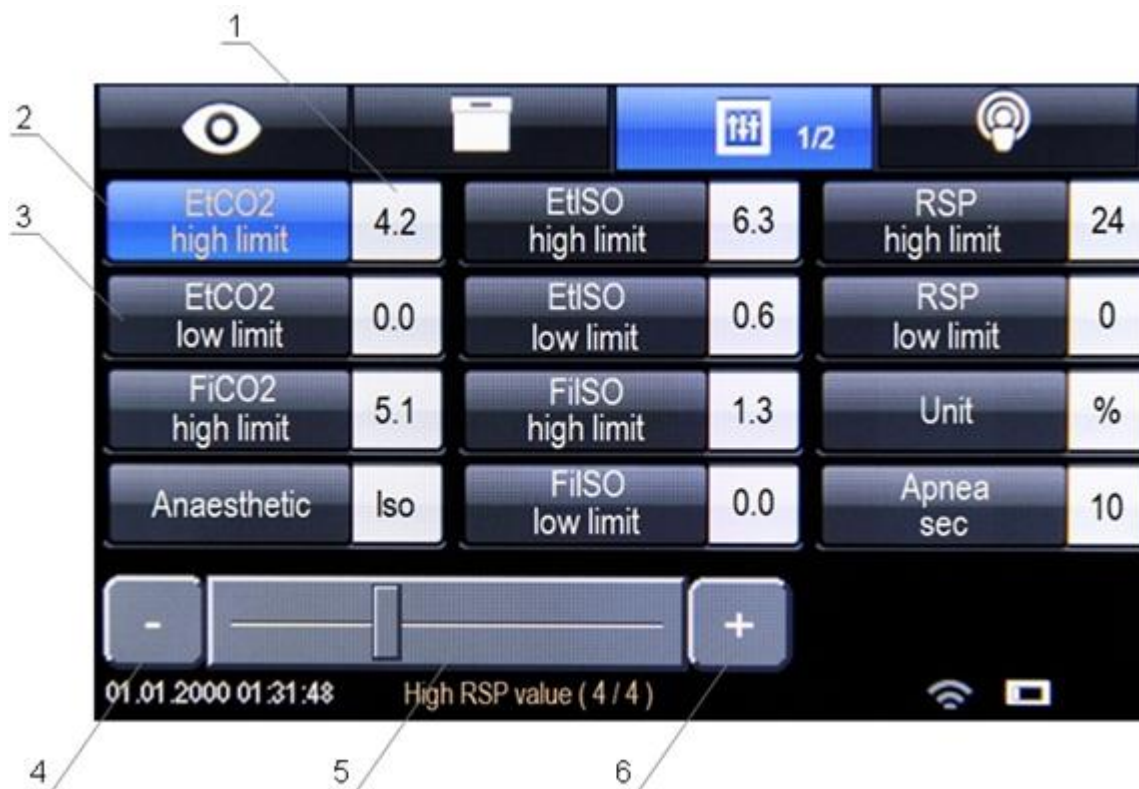 1
2
3
4
5
6
1/2
EtCO2
high limit
4.2
EtISO
high limit
6.3
RSP
high limit
24
EtCO2
low limit
0.0
EtISO
low limit
0.6
RSP
low limit
0
FiCO2
high limit
5.1
FiISO
high limit
1.3
Unit
%
Anaesthetic
Iso
FiISO
low limit
0.0
Apnea
sec
10
-
+
01.01.2000 01:31:48
High RSP value ( 4 / 4 )